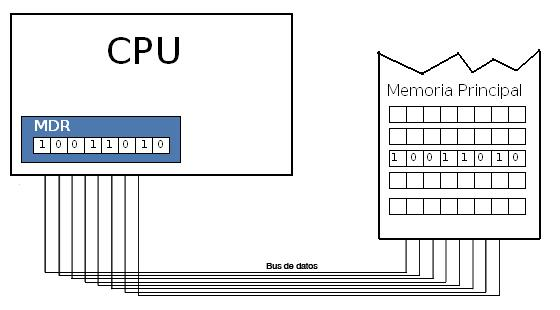 CPU
MDR
1 0 0 1 1 0 1 0
Memoria Principal
1 0 0 1 1 0 1 0
Bus de datos